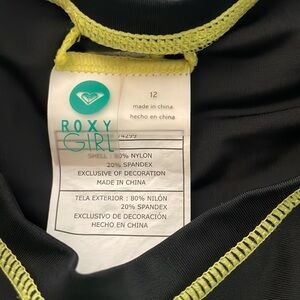 12
made in china
hecho en china
ROXY
GIRL
SHELL : 80% NYLON
20% SPANDEX
EXCLUSIVE OF DECORATION
MADE IN CHINA
TELA EXTERIOR : 80% NILÓN
20% SPANDEX
EXCLUSIVO DE DECORACIÓN
HECHO EN CHINA